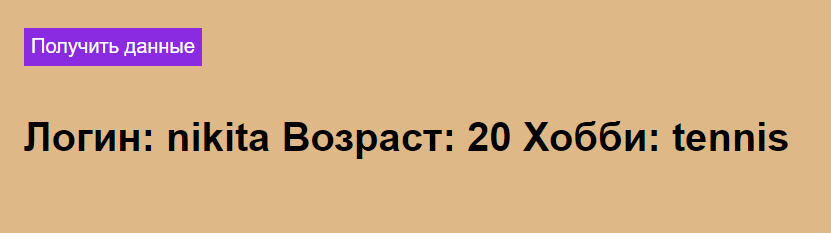 Получить данные
Логин: nikita Возраст: 20 Хобби: tennis